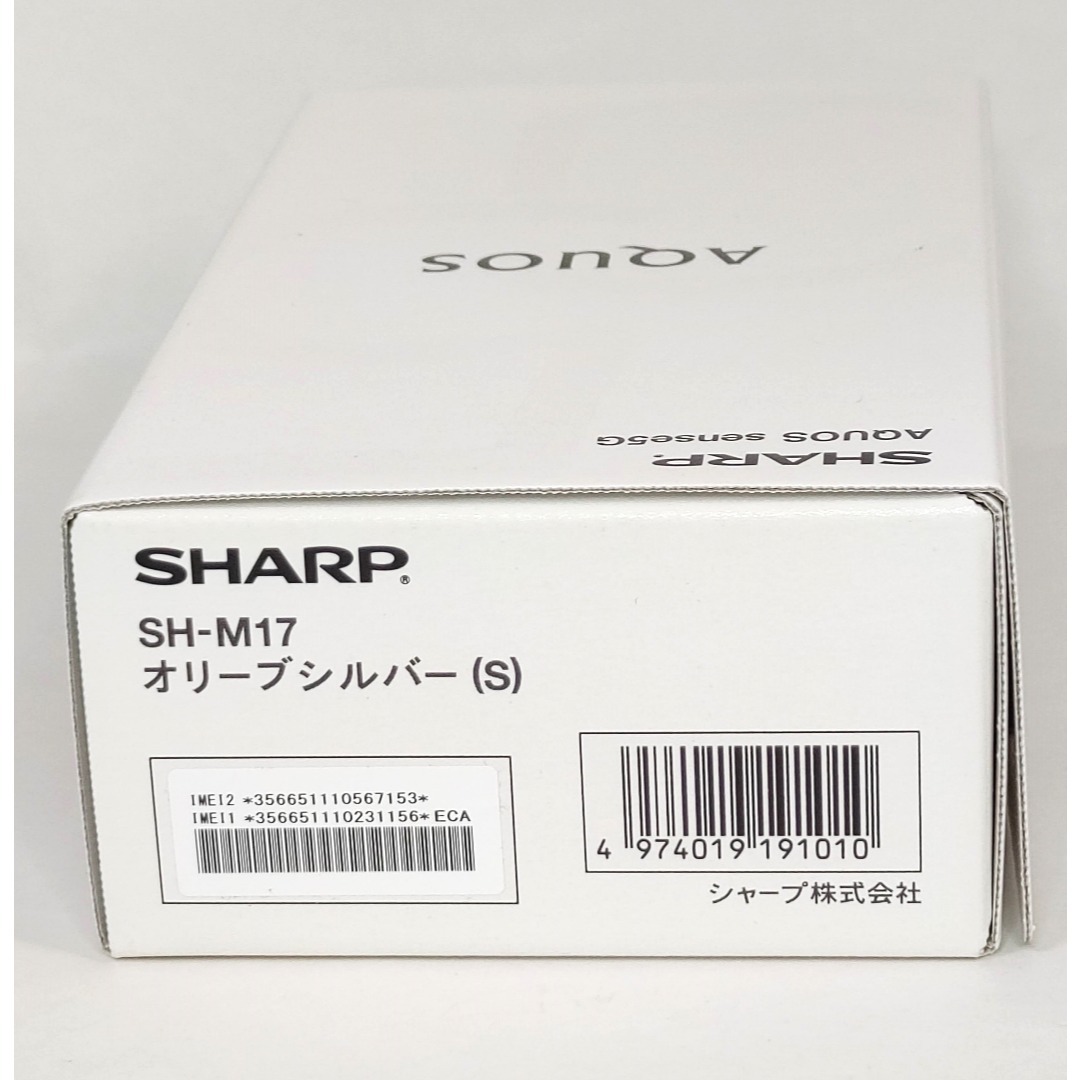 AQUOS
SHARP
AQUOS sense5G
SHARP®
SH-M17
オリーブシルバー (S)
IMEI2 *356651110567153*
IMEI1 *356651110231156* ECA
4 974019 191010
シャープ株式会社